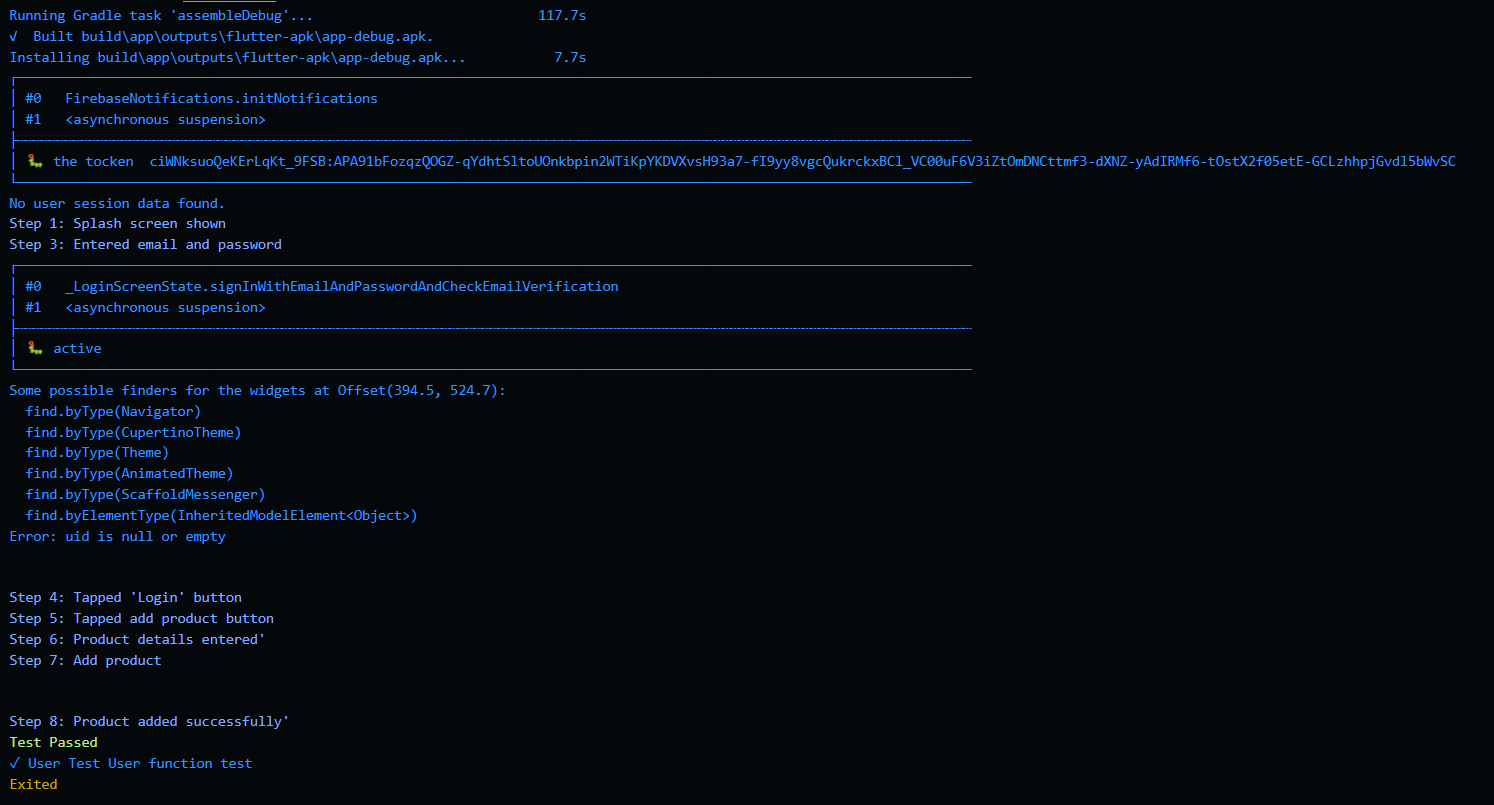 Running Gradle task 'assembleDebug'... 117.7s
√ Built build\app\outputs\flutter-apk\app-debug.apk.
Installing build\app\outputs\flutter-apk\app-debug.apk... 7.7s
#0 FirebaseNotifications.initNotifications
#1 <asynchronous suspension>
🐛 the tocken ciWNksuoQeKErLqKt_9FSB:APA91bFozqzQOGZ-qYdhtSltoUOnkbpin2WTiKpYKDVXvsH93a7-fI9yy8vgcQukrckxBCl_VC00uF6V3iZtOmDNCttmf3-dXNZ-yAdIRMf6-tOstX2f05etE-GCLzhhpjGvdl5bWvSC
No user session data found.
Step 1: Splash screen shown
Step 3: Entered email and password
#0 _LoginScreenState.signInWithEmailAndPasswordAndCheckEmailVerification
#1 <asynchronous suspension>
🐛 active
Some possible finders for the widgets at Offset(394.5, 524.7):
find.byType(Navigator)
find.byType(CupertinoTheme)
find.byType(Theme)
find.byType(AnimatedTheme)
find.byType(ScaffoldMessenger)
find.byElementType(InheritedModelElement<Object>)
Error: uid is null or empty
Step 4: Tapped 'Login' button
Step 5: Tapped add product button
Step 6: Product details entered'
Step 7: Add product
Step 8: Product added successfully'
Test Passed
✓ User Test User function test
Exited